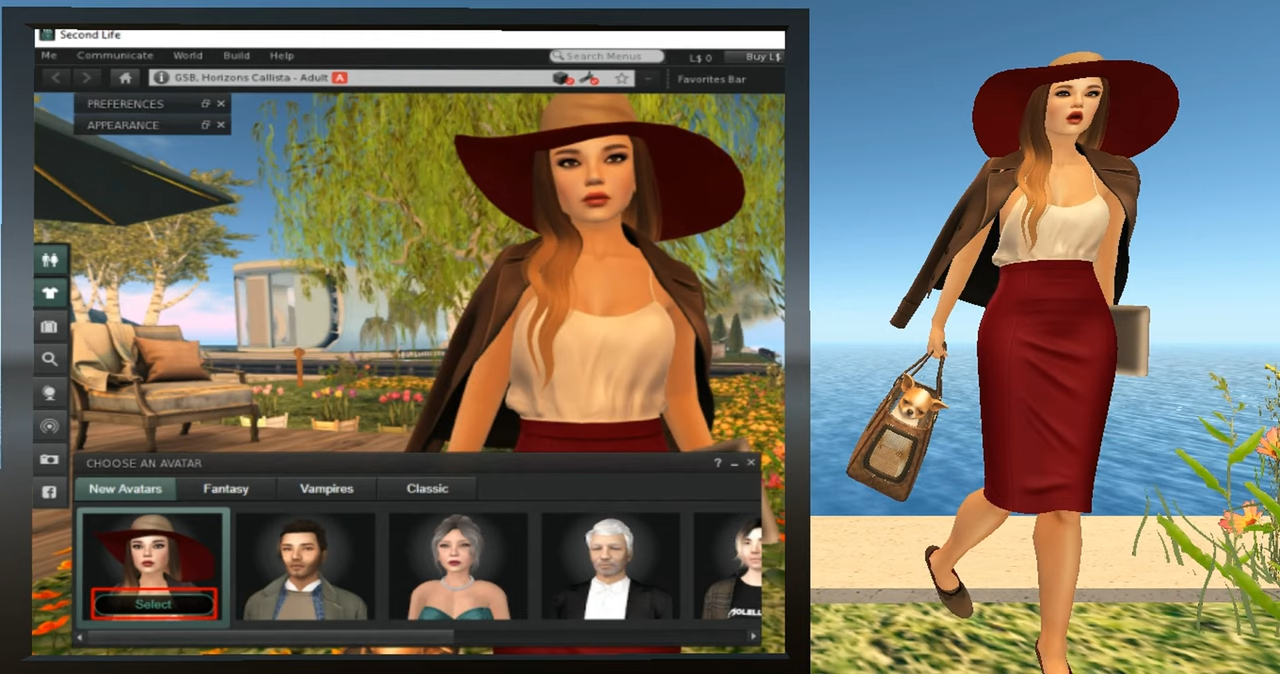 Second Life
Me Communicate World Build Help Search Menus L$ 0 Buy L$
GSB, Horizons Callista - Adult A Favorites Bar
PREFERENCES
APPEARANCE
CHOOSE AN AVATAR
New Avatars Fantasy Vampires Classic
Select